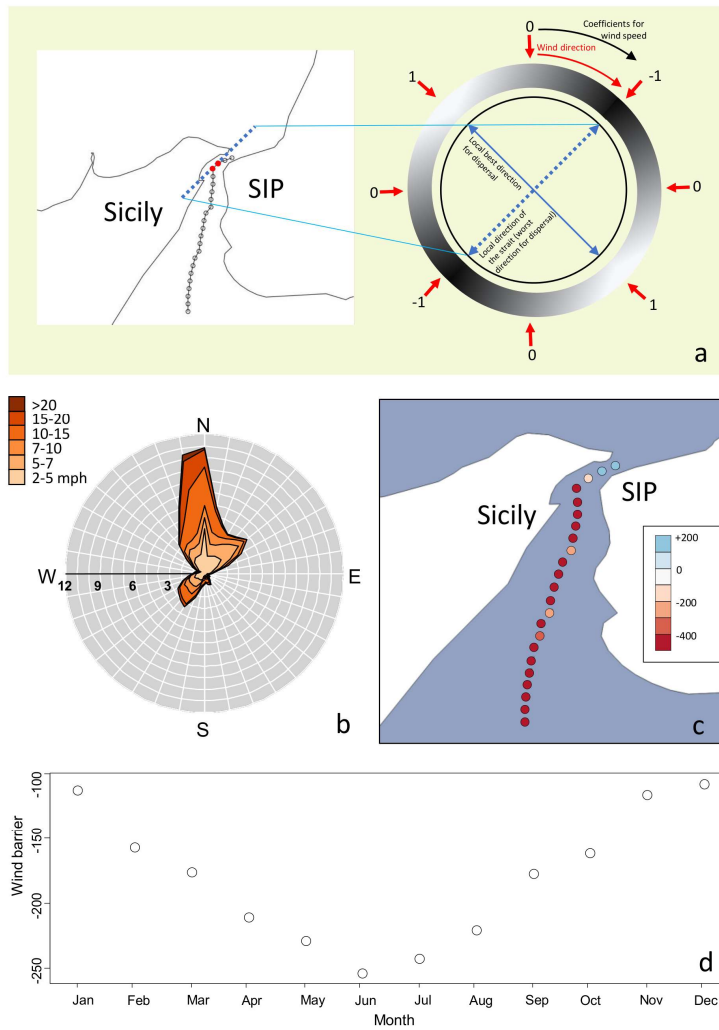 0
Coefficients for
wind speed
Wind direction
1
-1
Sicily
SIP
Local best direction
for dispersal
Local direction of
the strait (worst
direction for dispersal)
0
0
-1
1
0
a
>20
15-20
10-15
7-10
5-7
2-5 mph
N
W
E
12
9
6
3
S
b
Sicily
SIP
+200
0
-200
-400
c
Wind barrier
-100
-150
-200
-250
d
Jan
Feb
Mar
Apr
May
Jun
Jul
Aug
Sep
Oct
Nov
Dec
Month